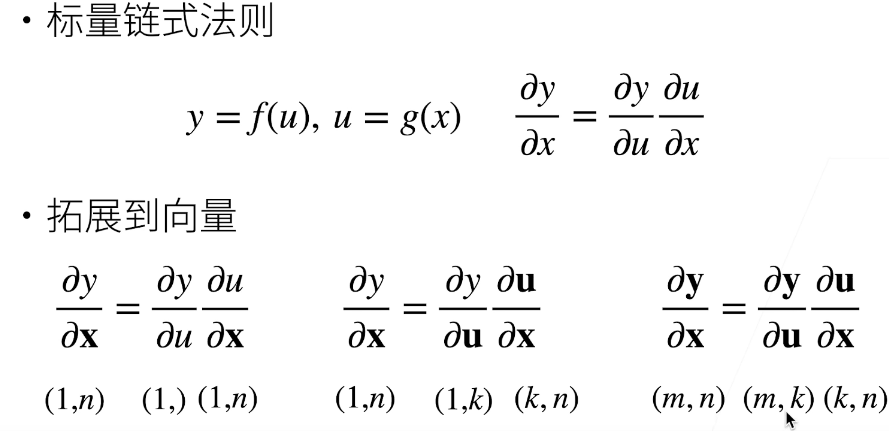 • 标量链式法则
y = f(u), u = g(x)    ∂y/∂x = ∂y/∂u ∂u/∂x
• 拓展到向量
∂y/∂𝐱 = ∂y/∂u ∂u/∂𝐱    ∂y/∂𝐱 = ∂y/∂𝐮 ∂𝐮/∂𝐱    ∂𝐲/∂𝐱 = ∂𝐲/∂𝐮 ∂𝐮/∂𝐱
(1,n) (1,) (1,n)    (1,n) (1,k) (k, n)    (m, n) (m, k) (k, n)